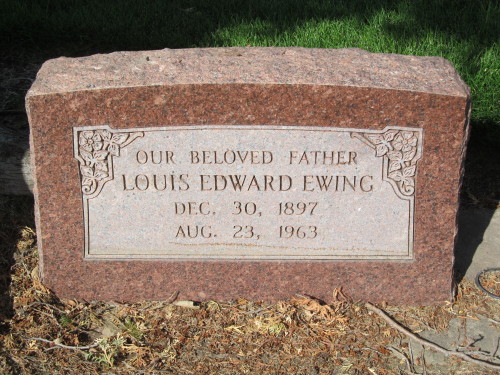 OUR BELOVED FATHER
LOUIS EDWARD EWING
DEC. 30, 1897
AUG. 23, 1963